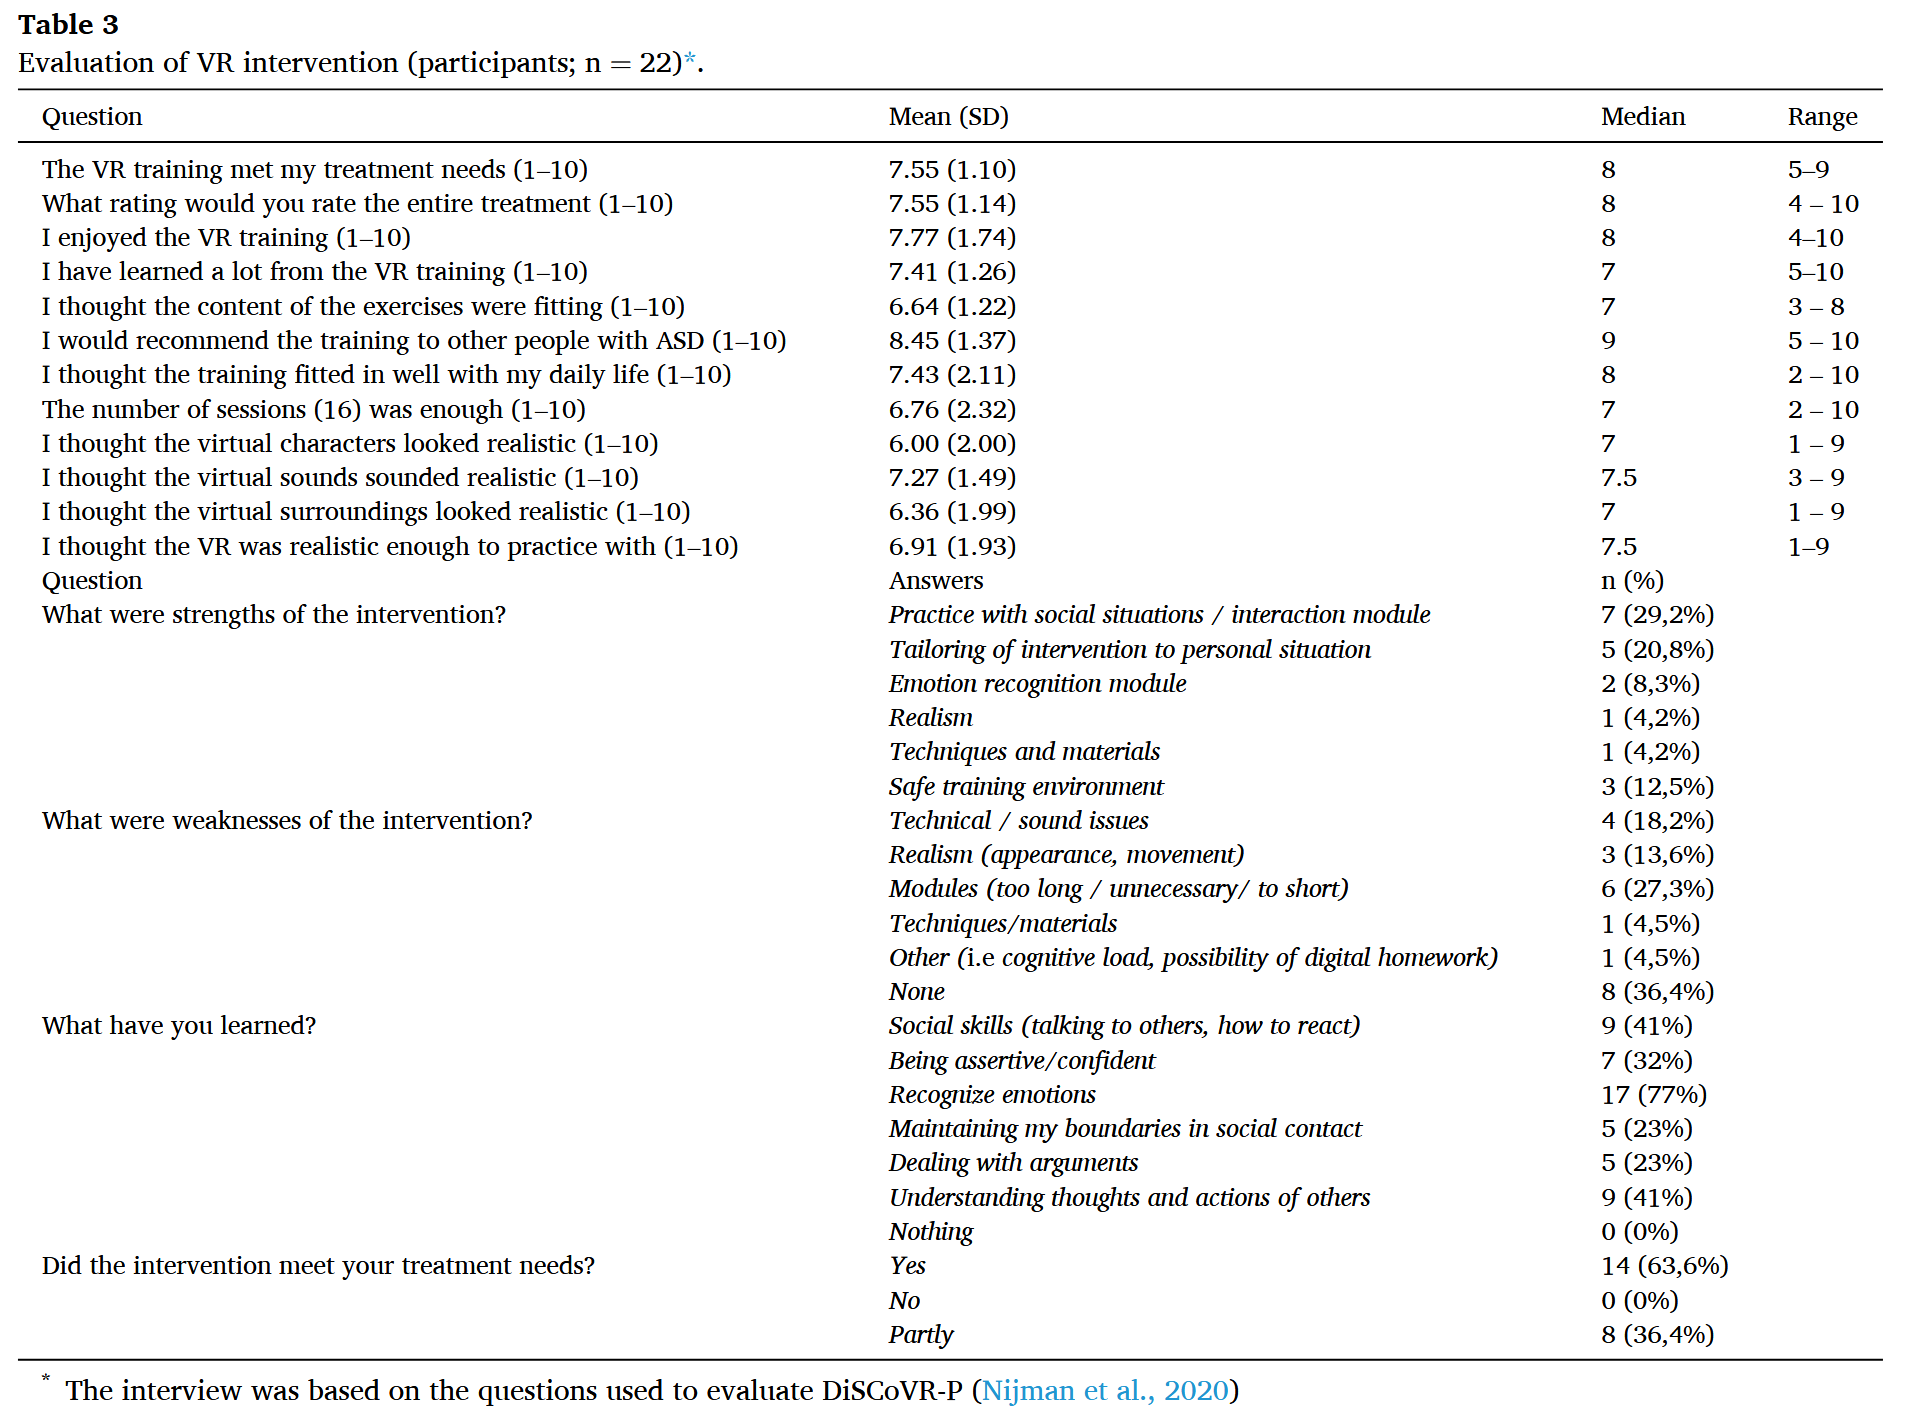 Table 3
Evaluation of VR intervention (participants; n = 22)*.
Question Mean (SD) Median Range
The VR training met my treatment needs (1–10) 7.55 (1.10) 8 5–9
What rating would you rate the entire treatment (1–10) 7.55 (1.14) 8 4 – 10
I enjoyed the VR training (1–10) 7.77 (1.74) 8 4–10
I have learned a lot from the VR training (1–10) 7.41 (1.26) 7 5–10
I thought the content of the exercises were fitting (1–10) 6.64 (1.22) 7 3 – 8
I would recommend the training to other people with ASD (1–10) 8.45 (1.37) 9 5 – 10
I thought the training fitted in well with my daily life (1–10) 7.43 (2.11) 8 2 – 10
The number of sessions (16) was enough (1–10) 6.76 (2.32) 7 2 – 10
I thought the virtual characters looked realistic (1–10) 6.00 (2.00) 7 1 – 9
I thought the virtual sounds sounded realistic (1–10) 7.27 (1.49) 7.5 3 – 9
I thought the virtual surroundings looked realistic (1–10) 6.36 (1.99) 7 1 – 9
I thought the VR was realistic enough to practice with (1–10) 6.91 (1.93) 7.5 1–9
Question Answers n (%)
What were strengths of the intervention? Practice with social situations / interaction module 7 (29,2%)
Tailoring of intervention to personal situation 5 (20,8%)
Emotion recognition module 2 (8,3%)
Realism 1 (4,2%)
Techniques and materials 1 (4,2%)
Safe training environment 3 (12,5%)
What were weaknesses of the intervention? Technical / sound issues 4 (18,2%)
Realism (appearance, movement) 3 (13,6%)
Modules (too long / unnecessary/ to short) 6 (27,3%)
Techniques/materials 1 (4,5%)
Other (i.e cognitive load, possibility of digital homework) 1 (4,5%)
None 8 (36,4%)
What have you learned? Social skills (talking to others, how to react) 9 (41%)
Being assertive/confident 7 (32%)
Recognize emotions 17 (77%)
Maintaining my boundaries in social contact 5 (23%)
Dealing with arguments 5 (23%)
Understanding thoughts and actions of others 9 (41%)
Nothing 0 (0%)
Did the intervention meet your treatment needs? Yes 14 (63,6%)
No 0 (0%)
Partly 8 (36,4%)
* The interview was based on the questions used to evaluate DiSCoVR-P (Nijman et al., 2020)